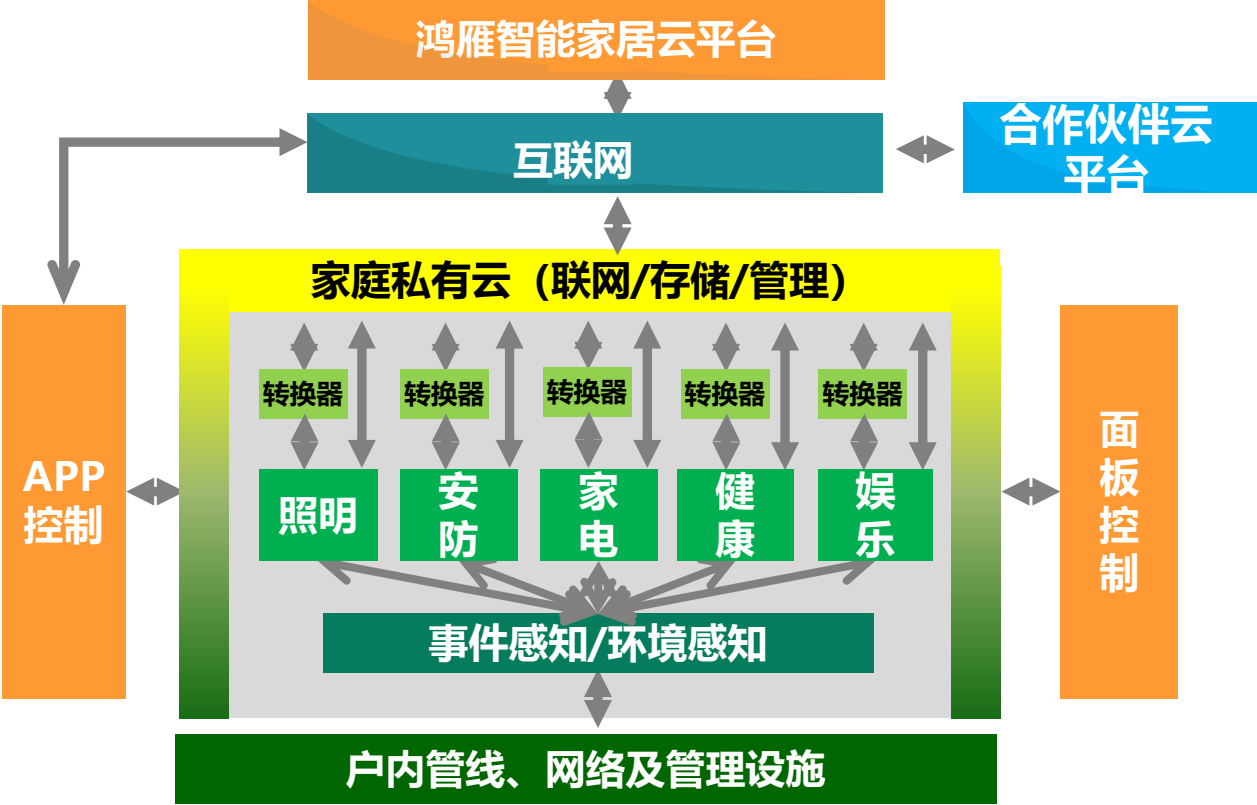 鸿雁智能家居云平台
互联网
合作伙伴云
平台
家庭私有云（联网/存储/管理）
转换器
转换器
转换器
转换器
转换器
APP
控制
照明
安
防
家
电
健
康
娱
乐
面
板
控
制
事件感知/环境感知
户内管线、网络及管理设施